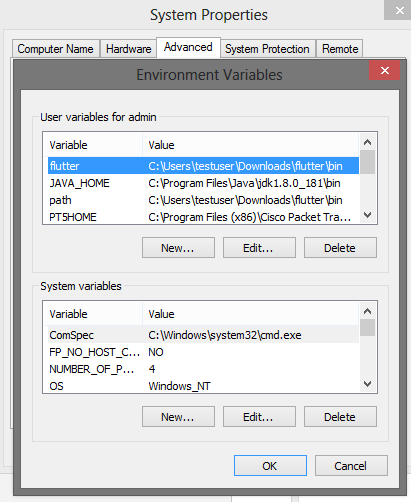 System Properties
Computer Name Hardware Advanced System Protection Remote
Environment Variables
User variables for admin
Variable Value
flutter C:\Users\testuser\Downloads\flutter\bin
JAVA_HOME C:\Program Files\Java\jdk1.8.0_181\bin
path C:\Users\testuser\Downloads\flutter\bin
PT5HOME C:\Program Files (x86)\Cisco Packet Tra...
New... Edit... Delete
System variables
Variable Value
ComSpec C:\Windows\system32\cmd.exe
FP_NO_HOST_C... NO
NUMBER_OF_P... 4
OS Windows_NT
New... Edit... Delete
OK Cancel